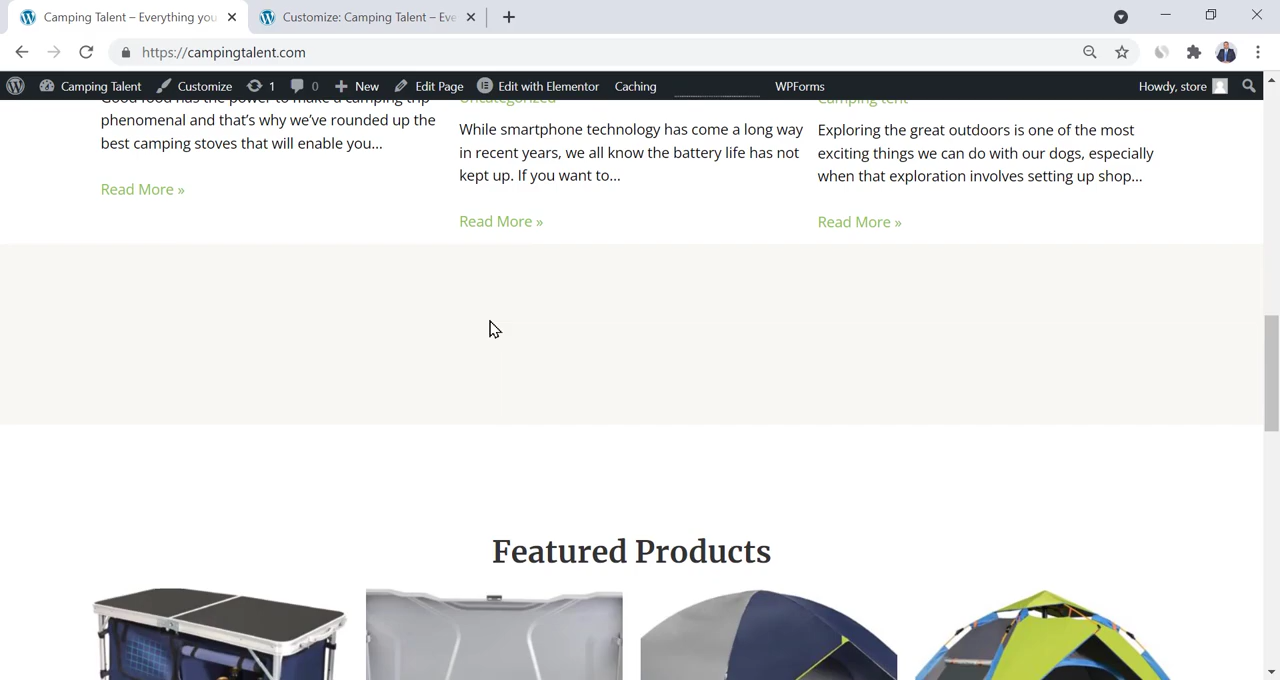 Camping Talent – Everything you
Customize: Camping Talent – Eve
https://campingtalent.com
Camping Talent
Customize
1
0
New
Edit Page
Edit with Elementor
Caching
WPForms
Howdy, store
Good food has the power to make a camping trip
phenomenal and that's why we've rounded up the
best camping stoves that will enable you...
Read More »
Uncategorized
While smartphone technology has come a long way
in recent years, we all know the battery life has not
kept up. If you want to...
Read More »
Camping tent
Exploring the great outdoors is one of the most
exciting things we can do with our dogs, especially
when that exploration involves setting up shop...
Read More »
Featured Products